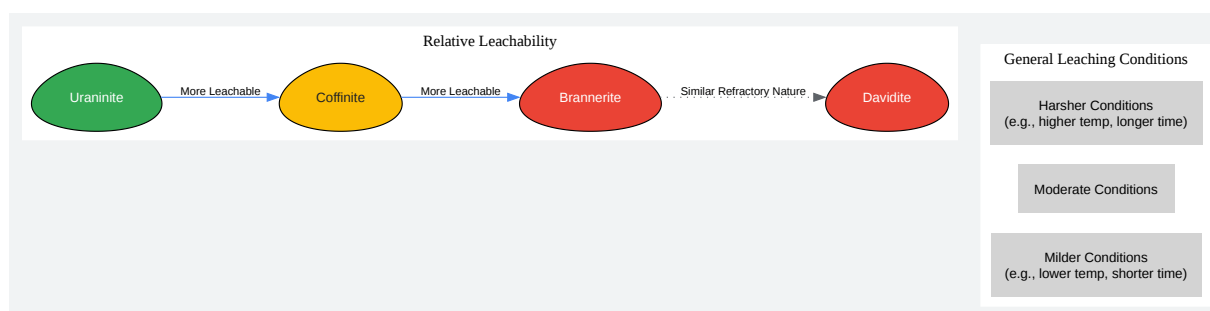 Relative Leachability
Uraninite
More Leachable
Coffinite
More Leachable
Brannerite
Similar Refractory Nature
Davidite
General Leaching Conditions
Harsher Conditions
(e.g., higher temp, longer time)
Moderate Conditions
Milder Conditions
(e.g., lower temp, shorter time)